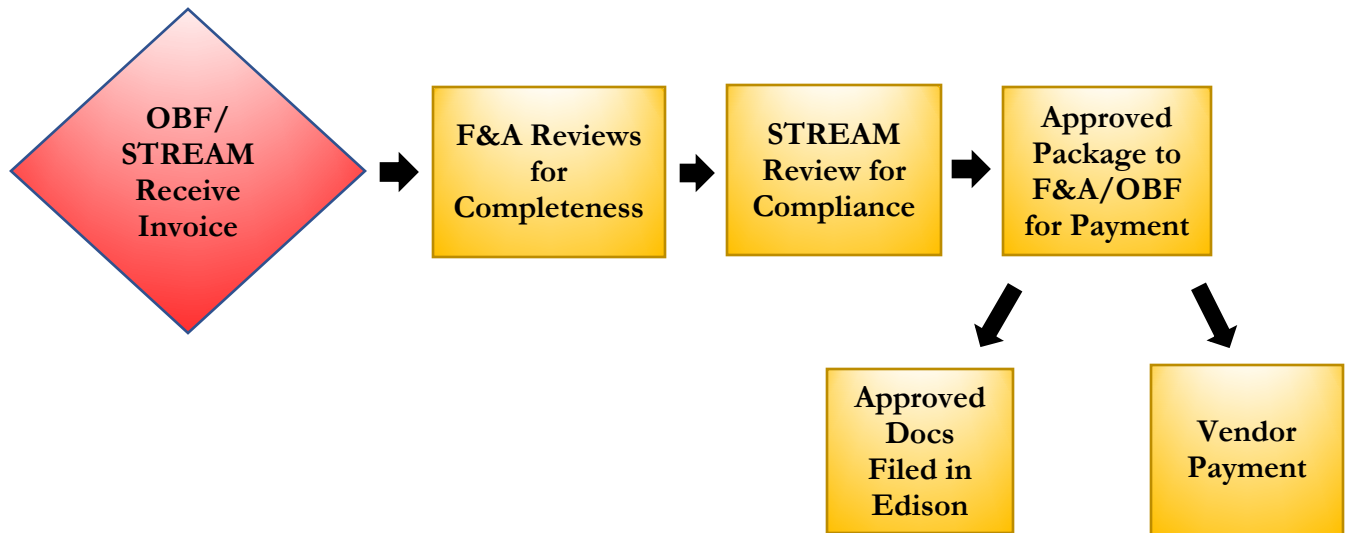 OBF/
STREAM
Receive
Invoice
F&A Reviews
for
Completeness
STREAM
Review for
Compliance
Approved
Package to
F&A/OBF
for Payment
Approved
Docs
Filed in
Edison
Vendor
Payment